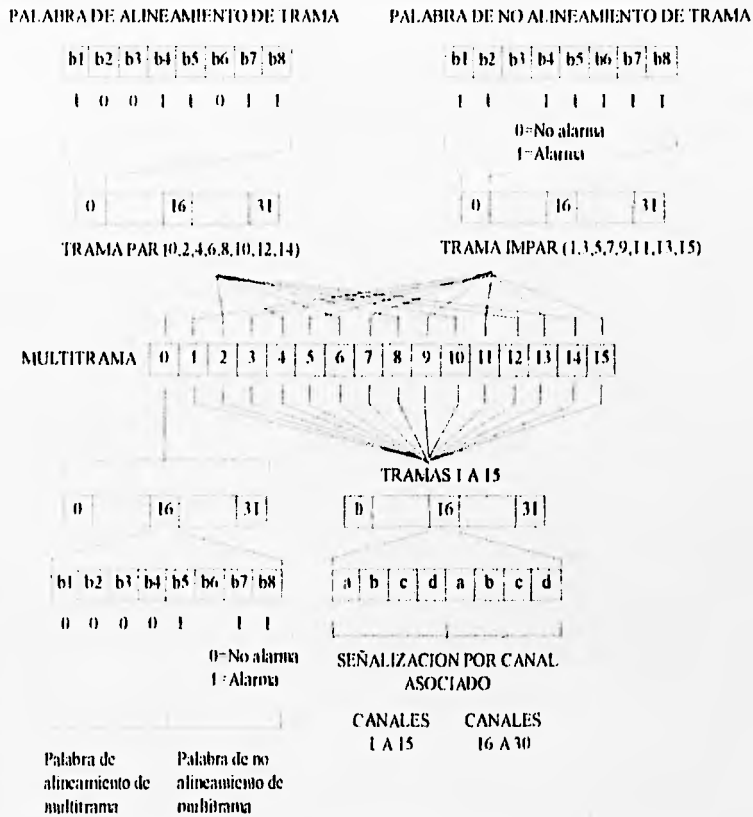 PALABRA DE ALINEAMIENTO DE TRAMA
PALABRA DE NO ALINEAMIENTO DE TRAMA
b1 b2 b3 b4 b5 b6 b7 b8
b1 b2 b3 b4 b5 b6 b7 b8
1 0 0 1 1 0 1 1
1 1 1 1 1 1 1
0=No alarma
1=Alarma
0 16 31
0 16 31
TRAMA PAR (0,2,4,6,8,10,12,14)
TRAMA IMPAR (1,3,5,7,9,11,13,15)
MULTITRAMA 0 1 2 3 4 5 6 7 8 9 10 11 12 13 14 15
TRAMAS 1 A 15
0 16 31
0 16 31
b1 b2 b3 b4 b5 b6 b7 b8
a b c d a b c d
0 0 0 0 1 1 1
0=No alarma
1=Alarma
SEÑALIZACION POR CANAL
ASOCIADO
CANALES
1 A 15
CANALES
16 A 30
Palabra de
alineamiento de
multitrama
Palabra de no
alineamiento de
multitrama